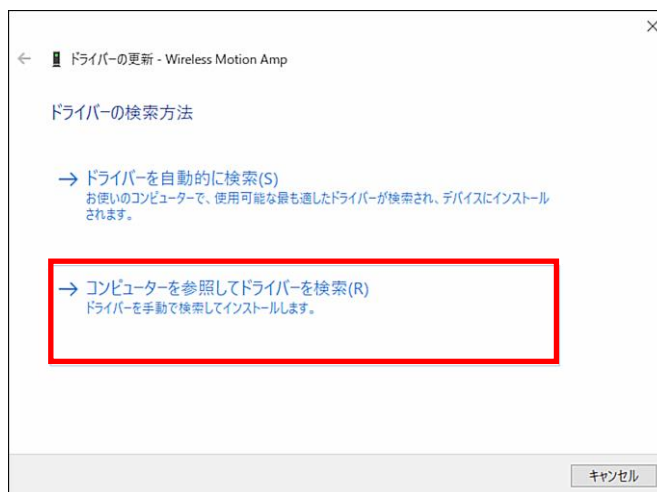 ドライバーの更新 - Wireless Motion Amp
ドライバーの検索方法
→ ドライバーを自動的に検索(S)
お使いのコンピューターで、使用可能な最も適したドライバーが検索され、デバイスにインストール
されます。
→ コンピューターを参照してドライバーを検索(R)
ドライバーを手動で検索してインストールします。
キャンセル